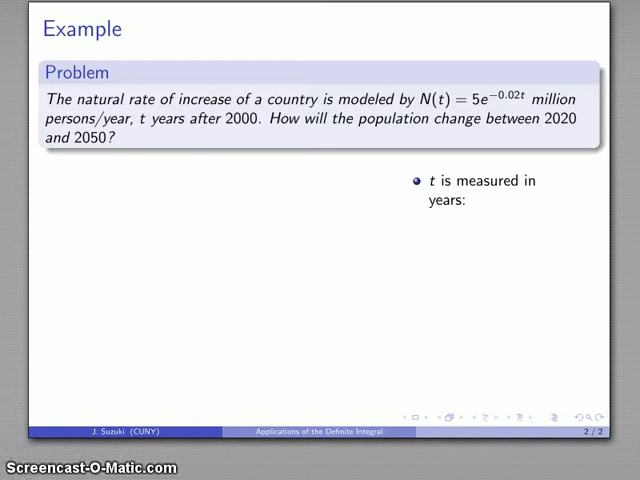 Example
Problem
The natural rate of increase of a country is modeled by N(t) = 5e^{−0.02t} million
persons/year, t years after 2000. How will the population change between 2020
and 2050?
t is measured in
years:
J. Suzuki (CUNY) Applications of the Definite Integral 2 / 2
Screencast-O-Matic.com